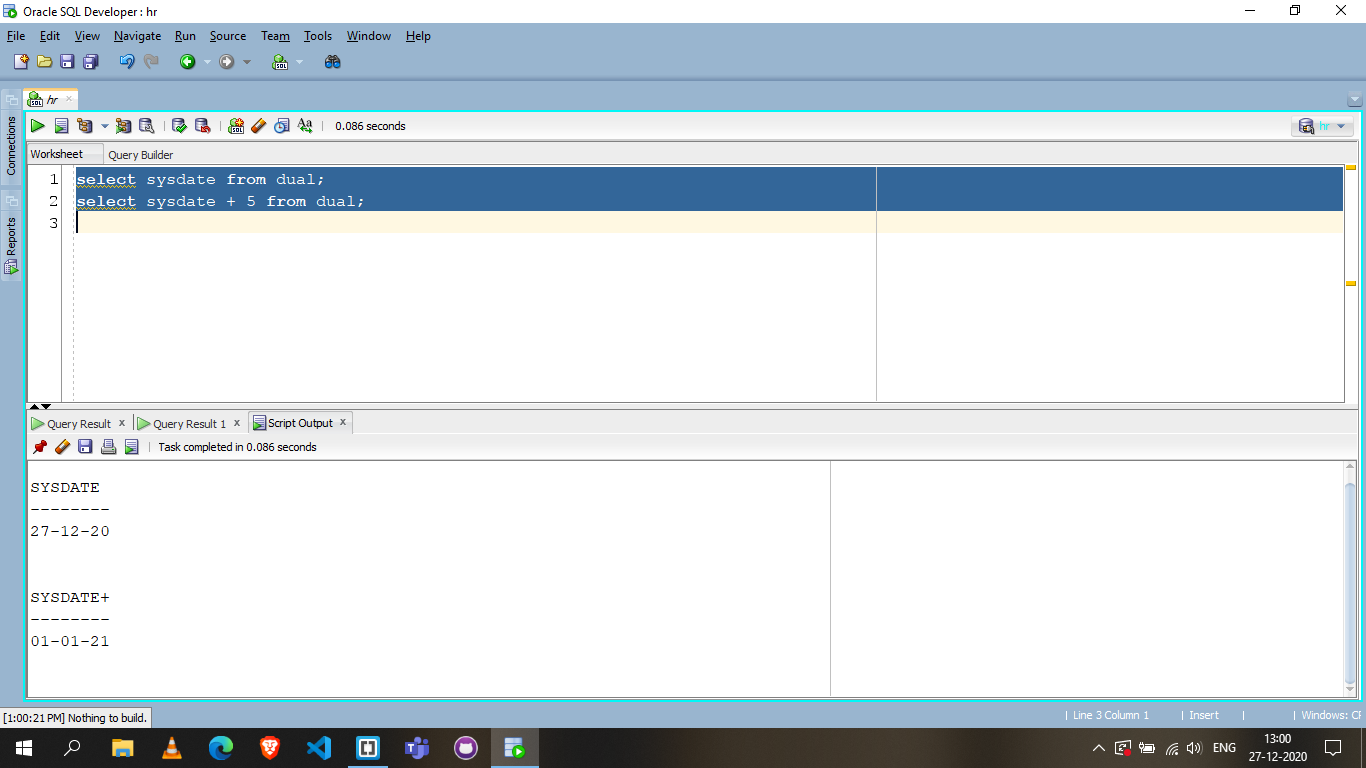 Oracle SQL Developer : hr
File Edit View Navigate Run Source Team Tools Window Help
hr
Connections
Reports
0.086 seconds
hr
Worksheet Query Builder
1 select sysdate from dual;
2 select sysdate + 5 from dual;
3
Query Result x Query Result 1 x Script Output x
Task completed in 0.086 seconds
SYSDATE
--------
27-12-20
SYSDATE+
--------
01-01-21
[1:00:21 PM] Nothing to build.
| Line 3 Column 1 | Insert | | Windows: CR
ENG
13:00
27-12-2020